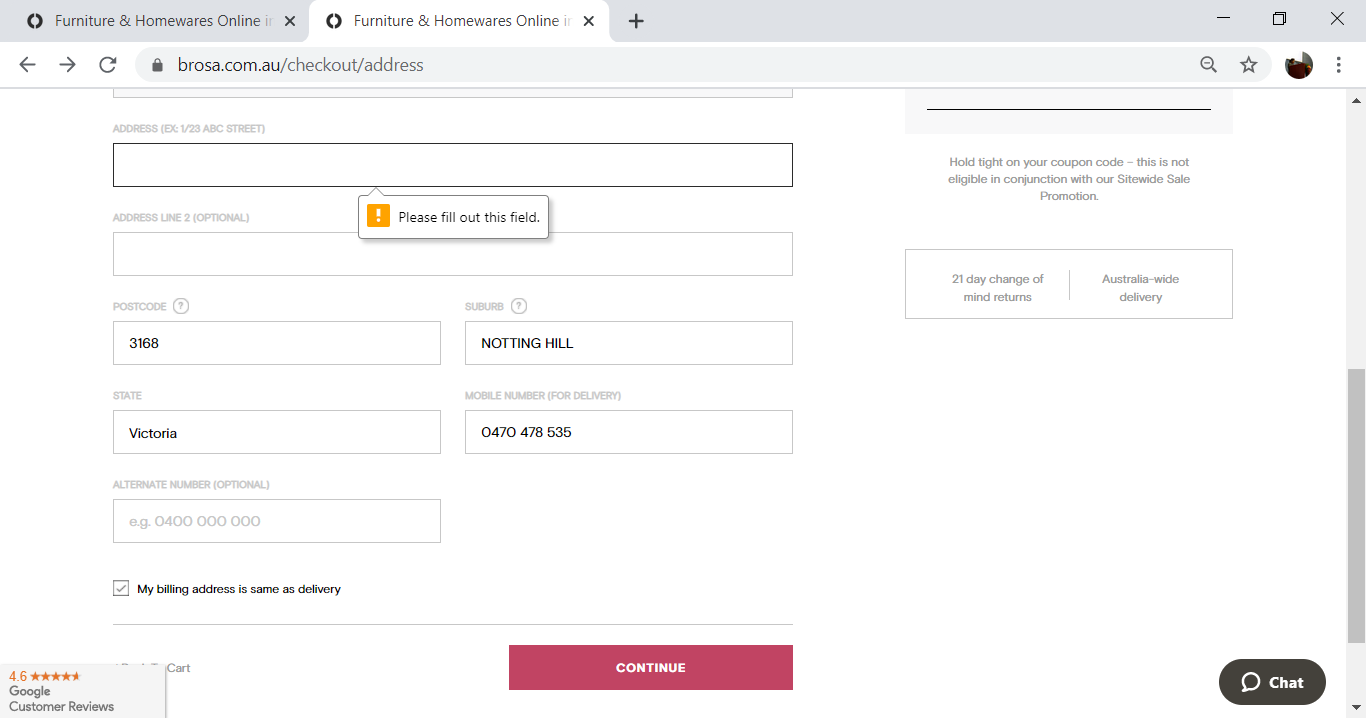 Furniture & Homewares Online in
Furniture & Homewares Online in
brosa.com.au/checkout/address
ADDRESS (EX: 1/23 ABC STREET)
Please fill out this field.
ADDRESS LINE 2 (OPTIONAL)
POSTCODE ?
SUBURB ?
3168
NOTTING HILL
STATE
MOBILE NUMBER (FOR DELIVERY)
Victoria
0470 478 535
ALTERNATE NUMBER (OPTIONAL)
e.g. 0400 000 000
My billing address is same as delivery
Cart
CONTINUE
4.6 ★★★★★
Google
Customer Reviews
Hold tight on your coupon code – this is not
eligible in conjunction with our Sitewide Sale
Promotion.
21 day change of
mind returns
Australia-wide
delivery
Chat